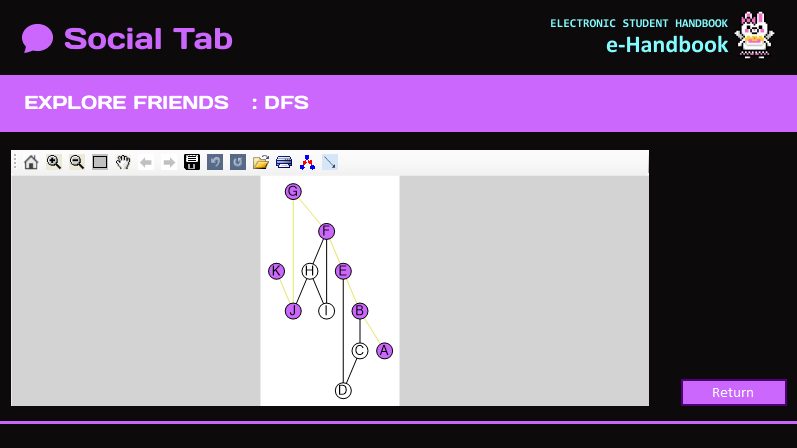 Social Tab
ELECTRONIC STUDENT HANDBOOK
e-Handbook
EXPLORE FRIENDS : DFS
G
F
K H E
J I B
C A
D
Return